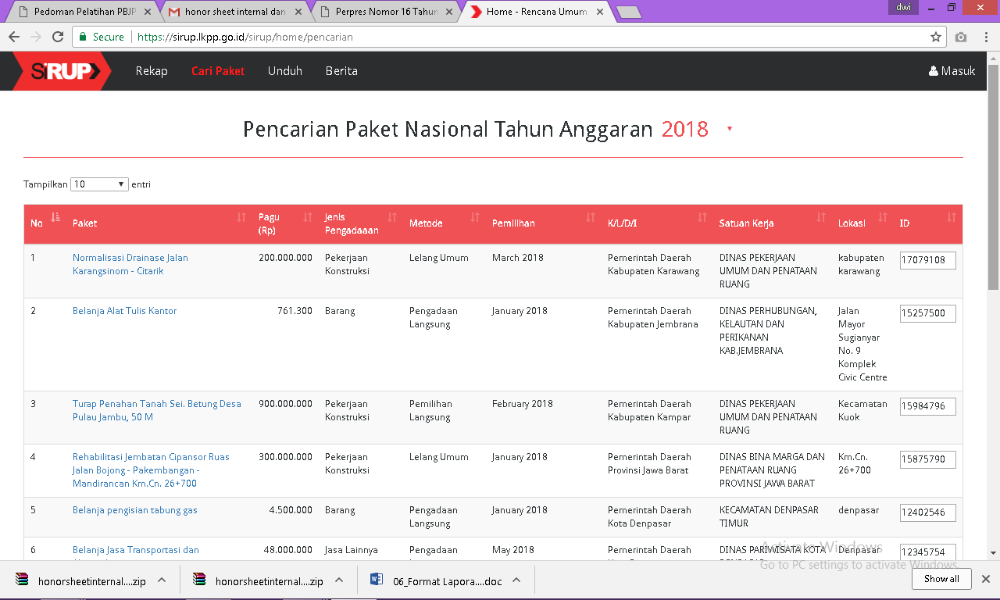 Pedoman Pelatihan PBJP
honor sheet internal dan
Perpres Nomor 16 Tahun
Home - Rencana Umum
dwi
Secure
https://sirup.lkpp.go.id/sirup/home/pencarian
SiRUP
Rekap
Cari Paket
Unduh
Berita
Masuk
Pencarian Paket Nasional Tahun Anggaran 2018
Tampilkan 10 entri
No
Paket
Pagu
(Rp)
Jenis
Pengadaaan
Metode
Pemilihan
K/L/D/I
Satuan Kerja
Lokasi
ID
1
Normalisasi Drainase Jalan
Karangsinom - Citarik
200.000.000
Pekerjaan
Konstruksi
Lelang Umum
March 2018
Pemerintah Daerah
Kabupaten Karawang
DINAS PEKERJAAN
UMUM DAN PENATAAN
RUANG
kabupaten
karawang
17079108
2
Belanja Alat Tulis Kantor
761.300
Barang
Pengadaan
Langsung
January 2018
Pemerintah Daerah
Kabupaten Jembrana
DINAS PERHUBUNGAN,
KELAUTAN DAN
PERIKANAN
KAB.JEMBRANA
Jalan
Mayor
Sugianyar
No. 9
Komplek
Civic Centre
15257500
3
Turap Penahan Tanah Sei. Betung Desa
Pulau Jambu, 50 M
900.000.000
Pekerjaan
Konstruksi
Pemilihan
Langsung
February 2018
Pemerintah Daerah
Kabupaten Kampar
DINAS PEKERJAAN
UMUM DAN PENATAAN
RUANG
Kecamatan
Kuok
15984796
4
Rehabilitasi Jembatan Cipansor Ruas
Jalan Bojong - Pakembangan -
Mandirancan Km.Cn. 26+700
300.000.000
Pekerjaan
Konstruksi
Lelang Umum
January 2018
Pemerintah Daerah
Provinsi Jawa Barat
DINAS BINA MARGA DAN
PENATAAN RUANG
PROVINSI JAWA BARAT
Km.Cn.
26+700
15875790
5
Belanja pengisian tabung gas
4.500.000
Barang
Pengadaan
Langsung
January 2018
Pemerintah Daerah
Kota Denpasar
KECAMATAN DENPASAR
TIMUR
denpasar
12402546
6
Belanja Jasa Transportasi dan
48.000.000
Jasa Lainnya
Pengadaan
May 2018
Pemerintah Daerah
DINAS PARIWISATA KOTA
Denpasar
12345754
Activate Windows
Go to PC settings to activate Windows.
honorsheetinternal....zip
honorsheetinternal....zip
06_Format Lapora....doc
Show all